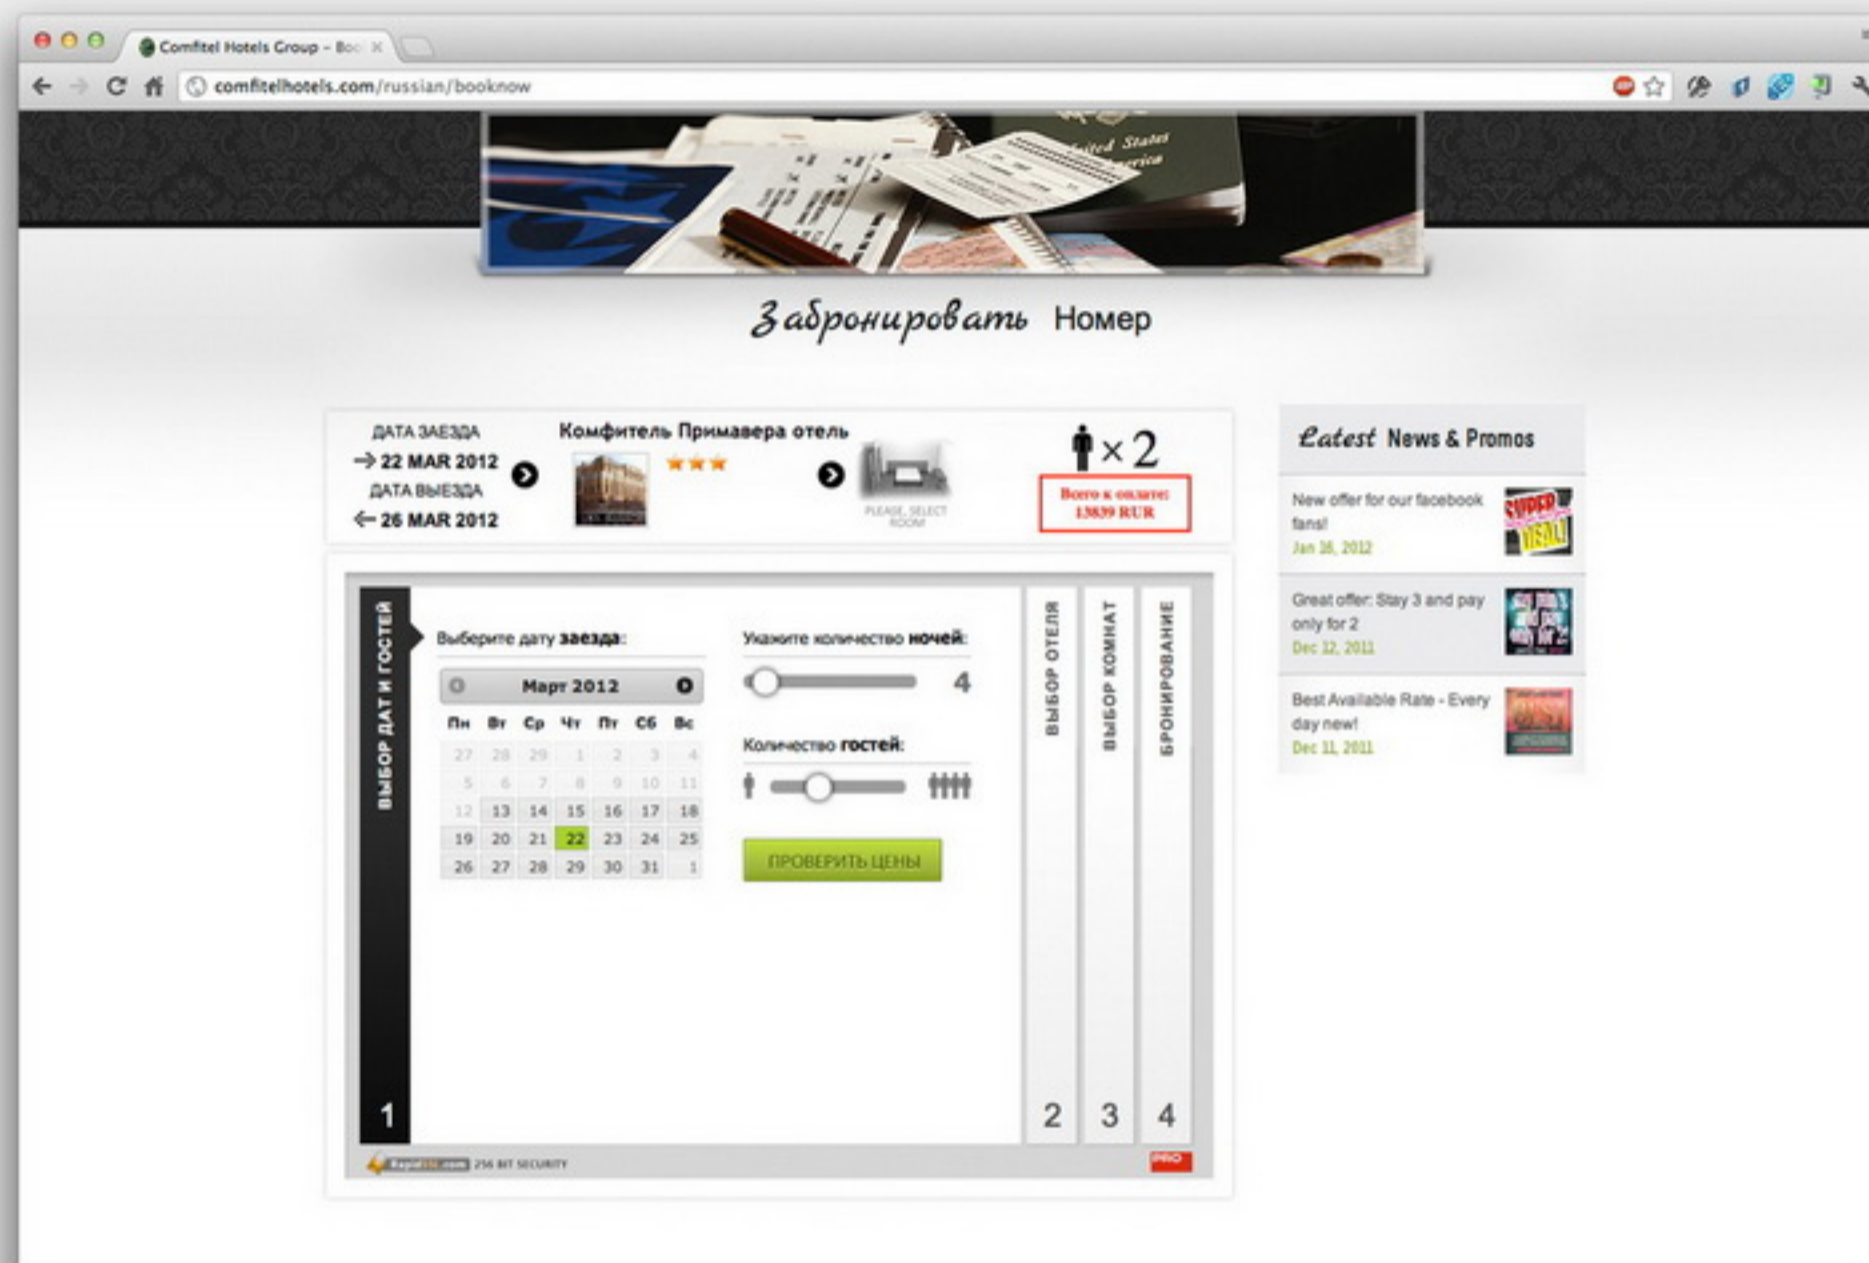 Comfitel Hotels Group - Boo
comfitelhotels.com/russian/booknow
United States
America
Забронировать Номер
ДАТА ЗАЕЗДА
22 MAR 2012
ДАТА ВЫЕЗДА
26 MAR 2012
Комфитель Примавера отель
PLEASE, SELECT
ROOM
× 2
Всего к оплате:
13839 RUR
Latest News & Promos
New offer for our facebook
fans!
Jan 16, 2012
SUPER
DEAL!
Great offer: Stay 3 and pay
only for 2
Dec 12, 2011
Best Available Rate - Every
day new!
Dec 11, 2011
ВЫБОР ДАТ И ГОСТЕЙ
1
Выберите дату заезда:
Март 2012
Пн Вт Ср Чт Пт Сб Вс
27 28 29 1 2 3 4
5 6 7 8 9 10 11
12 13 14 15 16 17 18
19 20 21 22 23 24 25
26 27 28 29 30 31 1
Укажите количество ночей:
4
Количество гостей:
ПРОВЕРИТЬ ЦЕНЫ
ВЫБОР ОТЕЛЯ
2
ВЫБОР КОМНАТ
3
БРОНИРОВАНИЕ
4
RapidSSL.com 256 BIT SECURITY